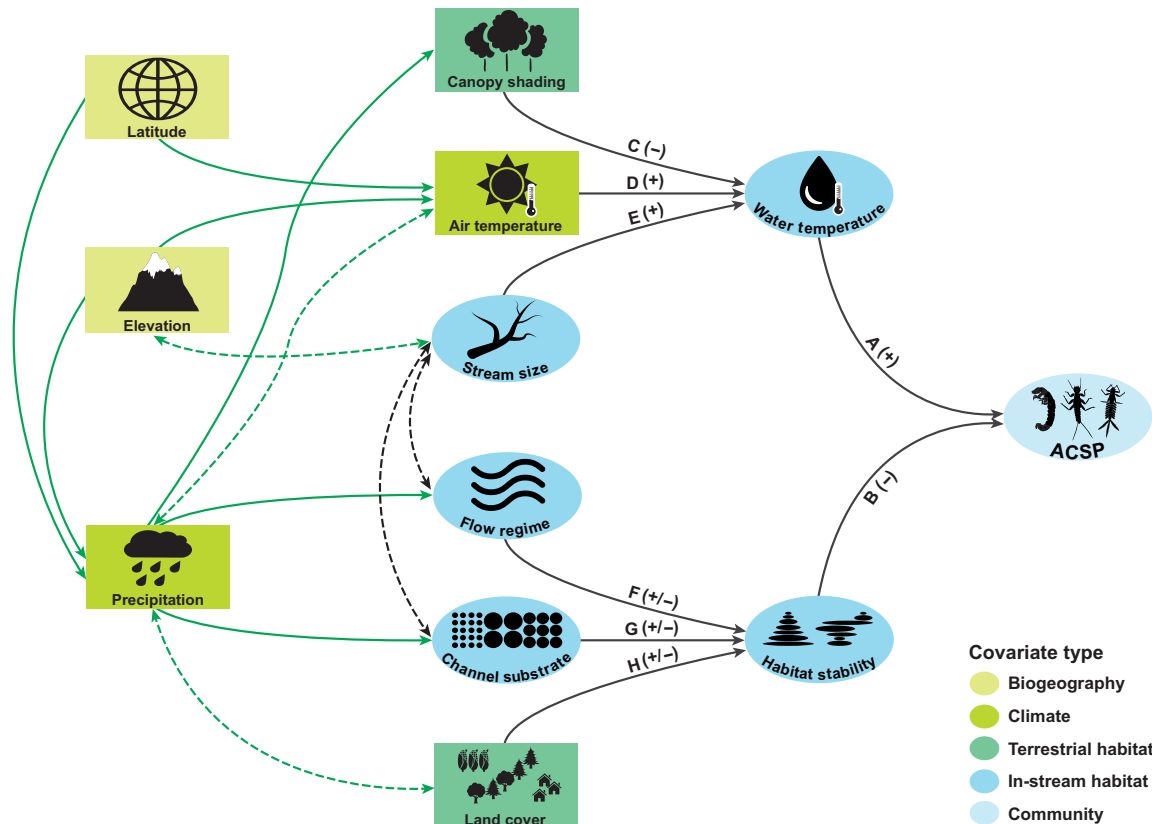 Canopy shading
Latitude
C (–)
D (+)
E (+)
Air temperature
Water temperature
Elevation
Stream size
A (+)
ACSP
Flow regime
B (–)
Precipitation
F (+/–)
G (+/–)
H (+/–)
Channel substrate
Habitat stability
Land cover
Covariate type
Biogeography
Climate
Terrestrial habitat
In-stream habitat
Community